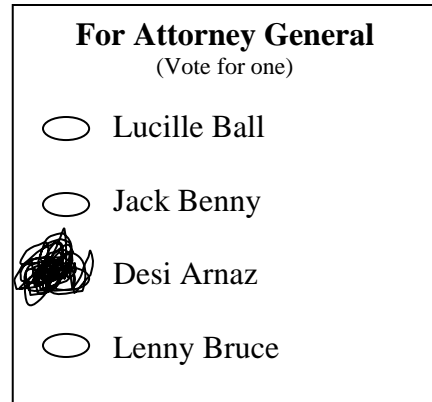 For Attorney General
(Vote for one)
Lucille Ball
Jack Benny
Desi Arnaz
Lenny Bruce